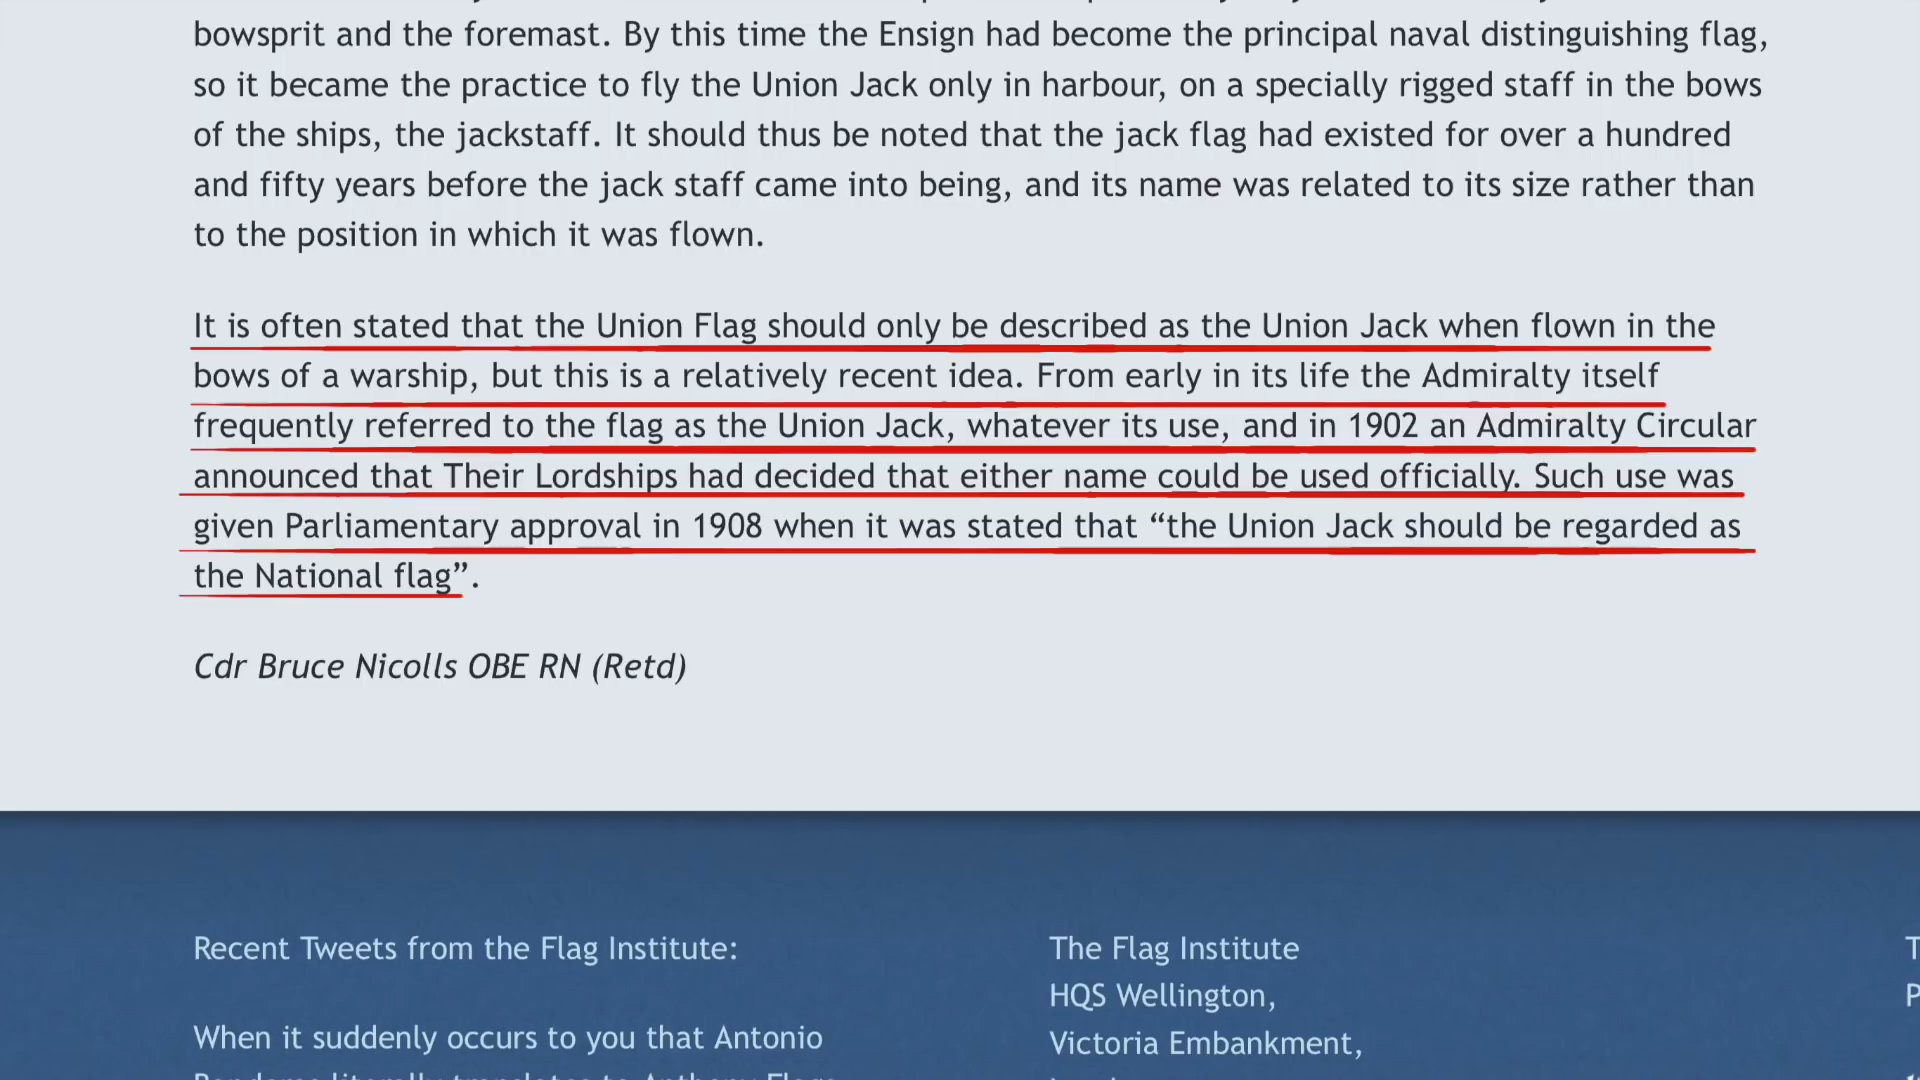 bowsprit and the foremast. By this time the Ensign had become the principal naval distinguishing flag,
so it became the practice to fly the Union Jack only in harbour, on a specially rigged staff in the bows
of the ships, the jackstaff. It should thus be noted that the jack flag had existed for over a hundred
and fifty years before the jack staff came into being, and its name was related to its size rather than
to the position in which it was flown.
It is often stated that the Union Flag should only be described as the Union Jack when flown in the
bows of a warship, but this is a relatively recent idea. From early in its life the Admiralty itself
frequently referred to the flag as the Union Jack, whatever its use, and in 1902 an Admiralty Circular
announced that Their Lordships had decided that either name could be used officially. Such use was
given Parliamentary approval in 1908 when it was stated that “the Union Jack should be regarded as
the National flag”.
Cdr Bruce Nicolls OBE RN (Retd)
Recent Tweets from the Flag Institute:
When it suddenly occurs to you that Antonio
The Flag Institute
HQS Wellington,
Victoria Embankment,